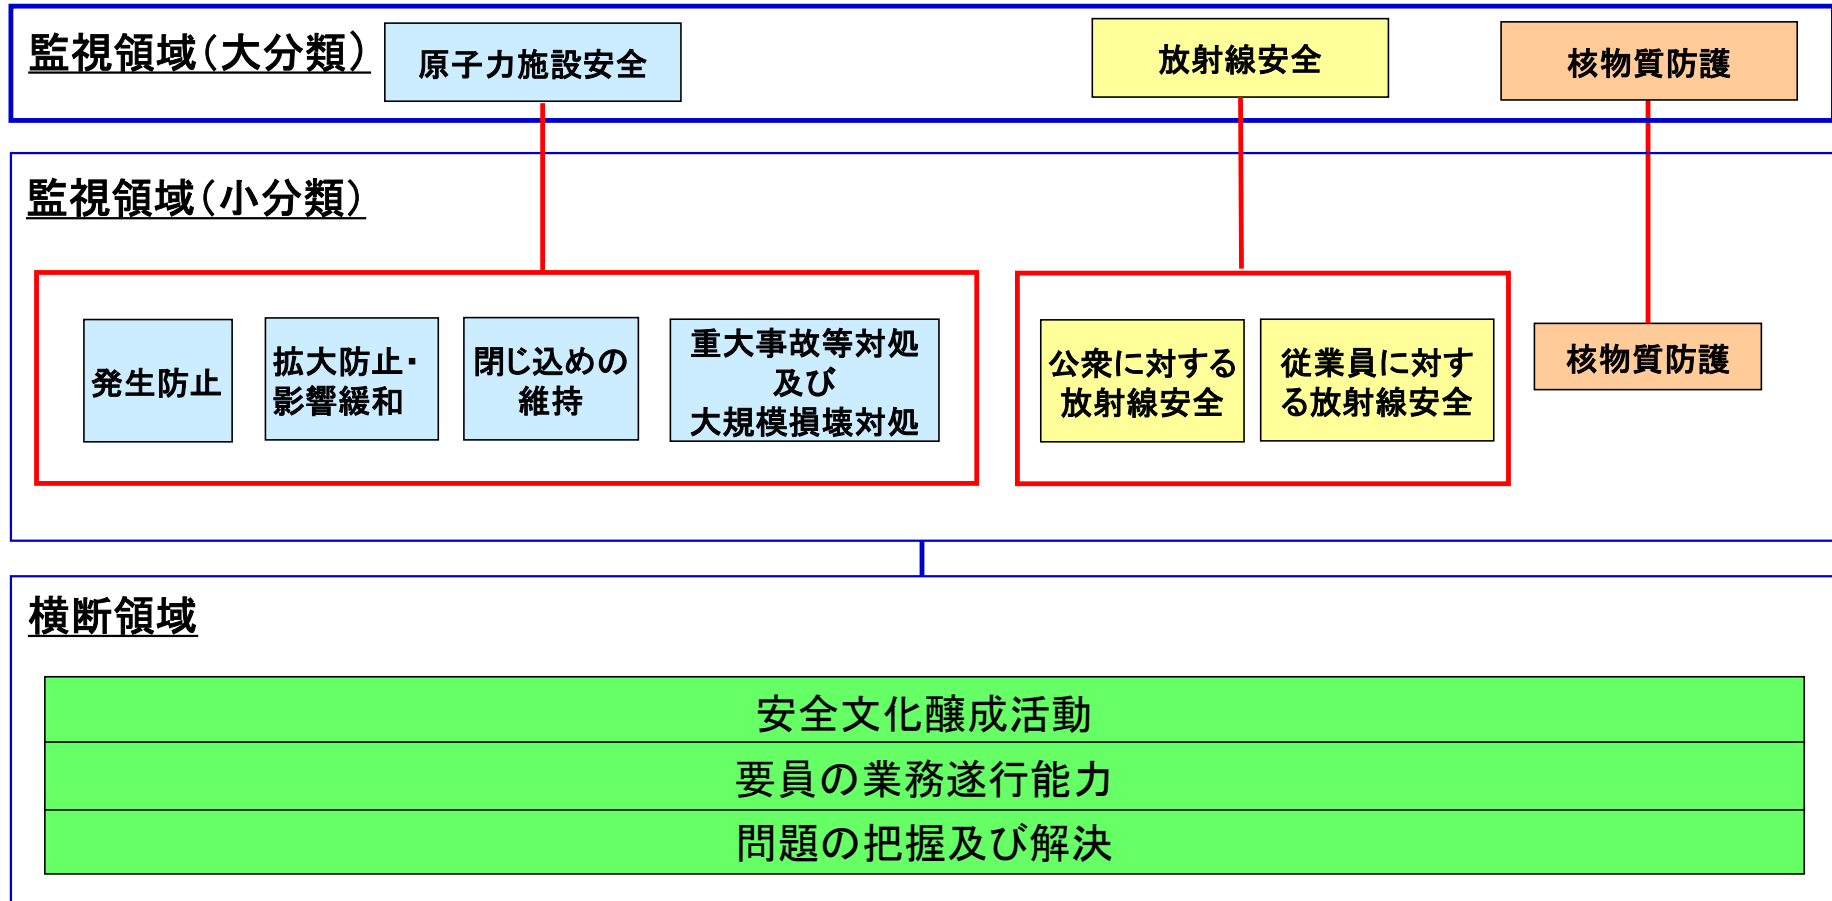 監視領域(大分類)
原子力施設安全
放射線安全
核物質防護
監視領域(小分類)
発生防止
拡大防止・
影響緩和
閉じ込めの
維持
重大事故等対処
及び
大規模損壊対処
公衆に対する
放射線安全
従業員に対す
る放射線安全
核物質防護
横断領域
安全文化醸成活動
要員の業務遂行能力
問題の把握及び解決